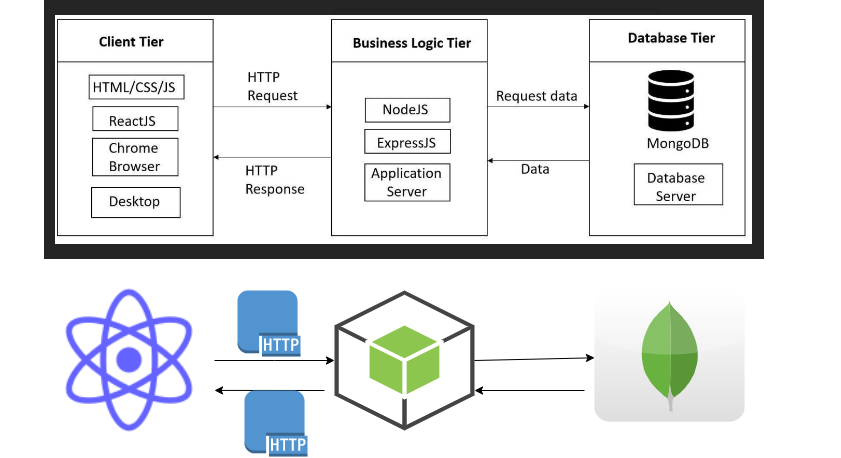 Client Tier
HTML/CSS/JS
ReactJS
Chrome
Browser
Desktop
HTTP
Request
HTTP
Response
Business Logic Tier
NodeJS
ExpressJS
Application
Server
Request data
Data
Database Tier
MongoDB
Database
Server
HTTP
HTTP